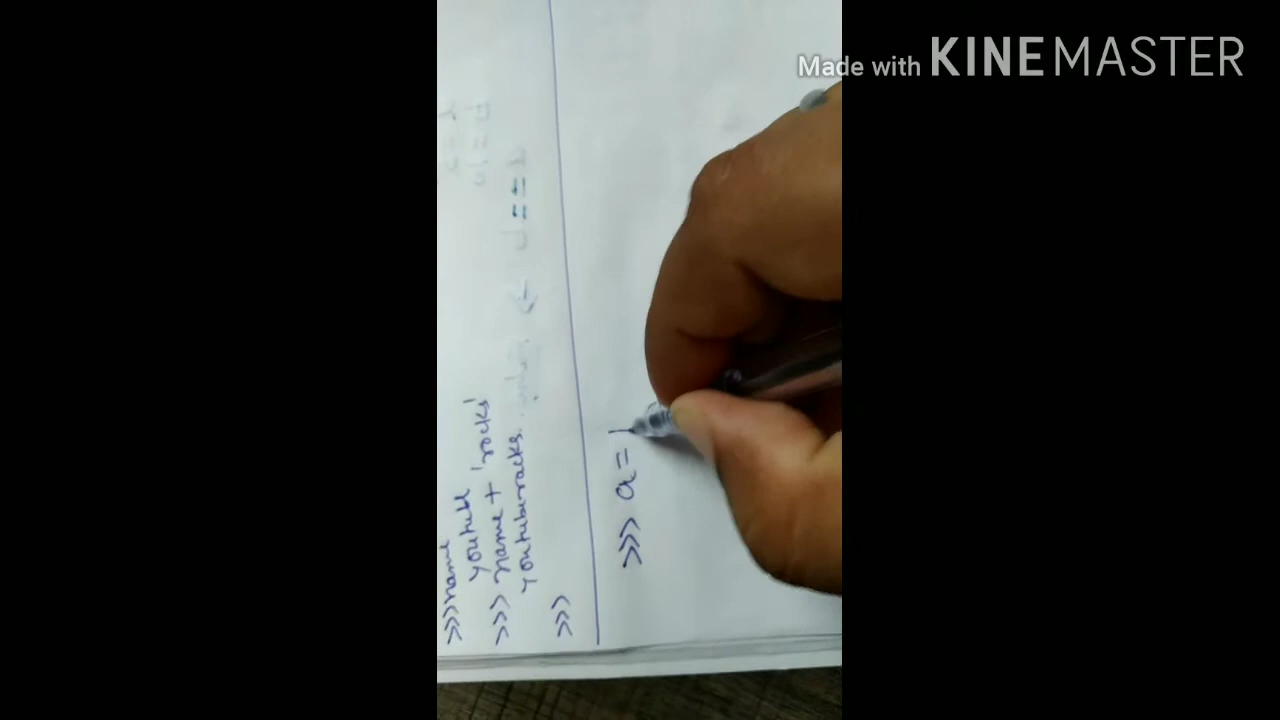 Made with KINEMASTER
>>>name
youtube
>>> name + 'rocks'
youtuberocks.
>>>
>>> a =